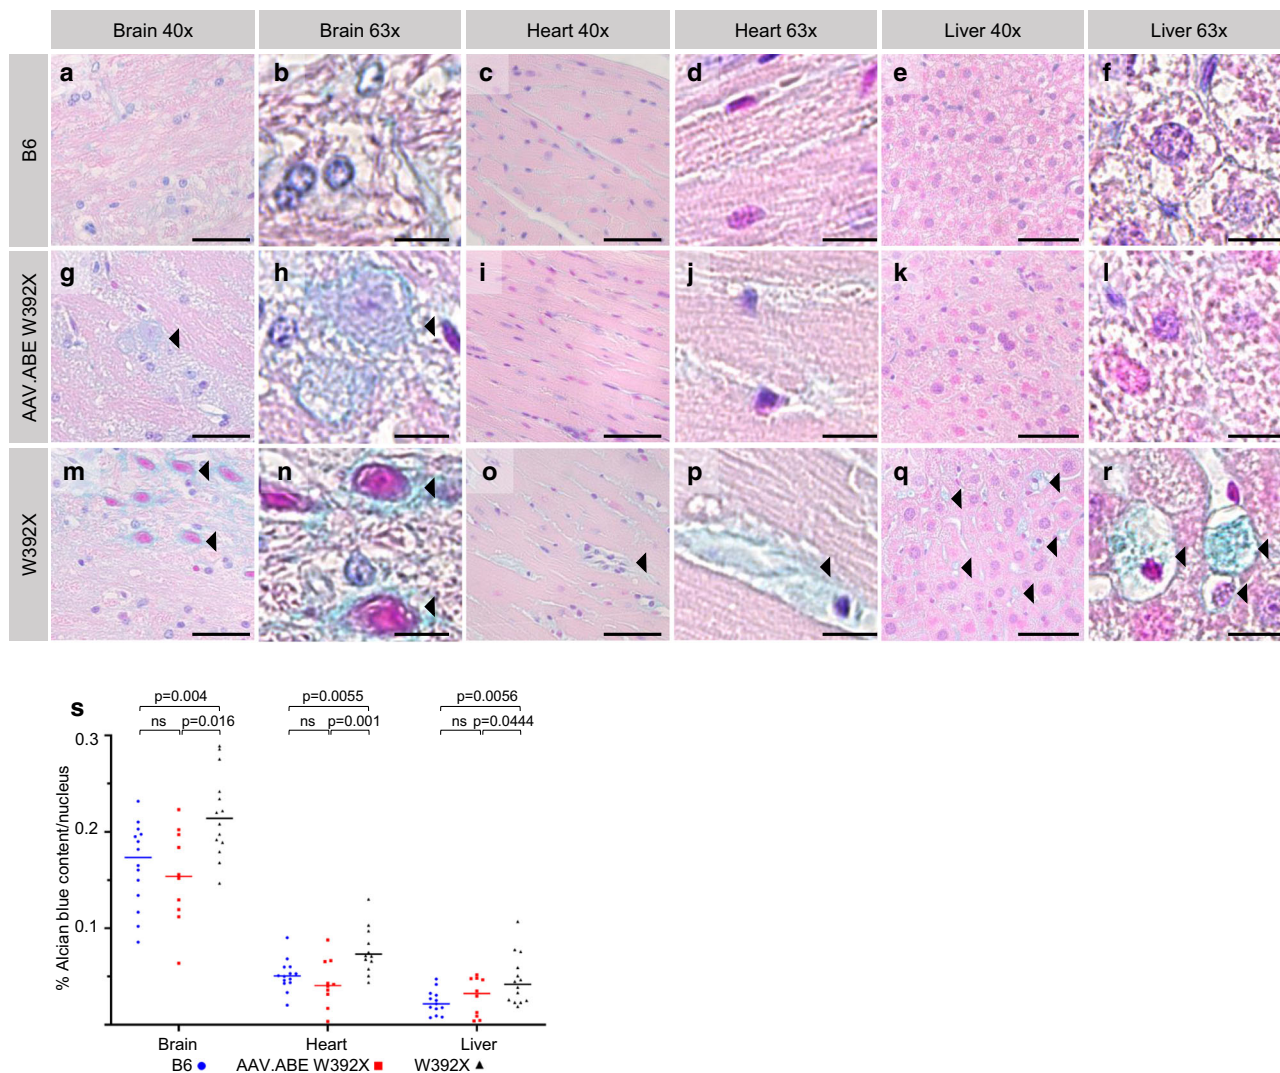 Brain 40x Brain 63x Heart 40x Heart 63x Liver 40x Liver 63x
B6
a b c d e f
AAV.ABE W392X
g h i j k l
W392X
m n o p q r
s
p=0.004 p=0.0055 p=0.0056
ns p=0.016 ns p=0.001 ns p=0.0444
% Alcian blue content/nucleus
0.3
0.2
0.1
Brain Heart Liver
B6 AAV.ABE W392X W392X